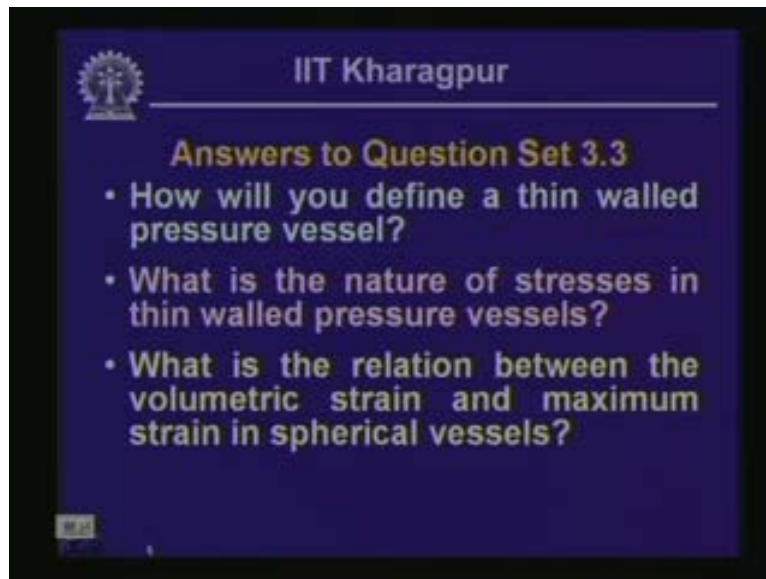 IIT Kharagpur
Answers to Question Set 3.3
• How will you define a thin walled
pressure vessel?
• What is the nature of stresses in
thin walled pressure vessels?
• What is the relation between the
volumetric strain and maximum
strain in spherical vessels?